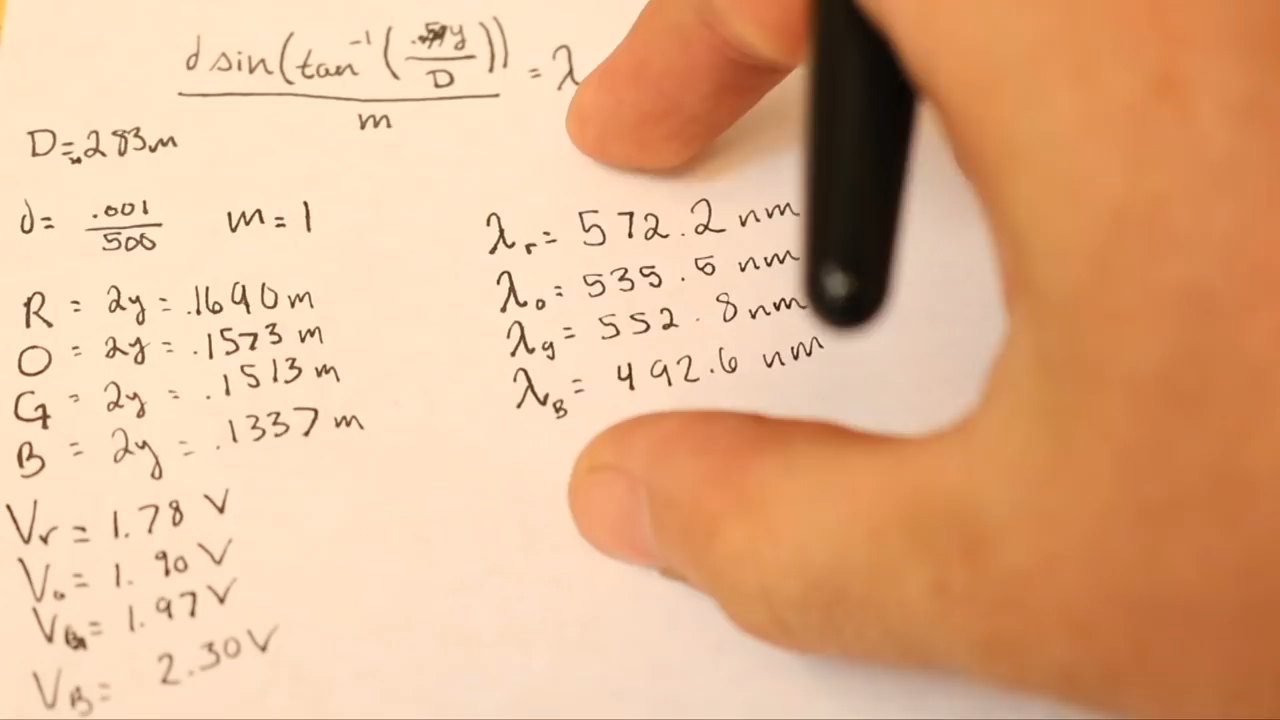 d sin(tan⁻¹(y/D)) / m = λ
D = .283m
d = .001/500 m = 1
R = 2y = .1690 m
O = 2y = .1573 m
G = 2y = .1513 m
B = 2y = .1337 m
Vr = 1.78 V
Vo = 1.90 V
VG = 1.97 V
VB = 2.30 V
λr = 572.2 nm
λo = 535.5 nm
λg = 552.8 nm
λB = 492.6 nm